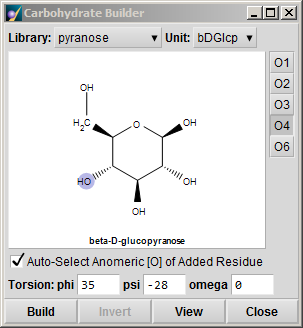 Carbohydrate Builder
Library: pyranose Unit: bDGlcp
OH
H2C
O
OH
HO
OH
OH
beta-D-glucopyranose
O1
O2
O3
O4
O6
Auto-Select Anomeric [O] of Added Residue
Torsion: phi 35 psi -28 omega 0
Build Invert View Close